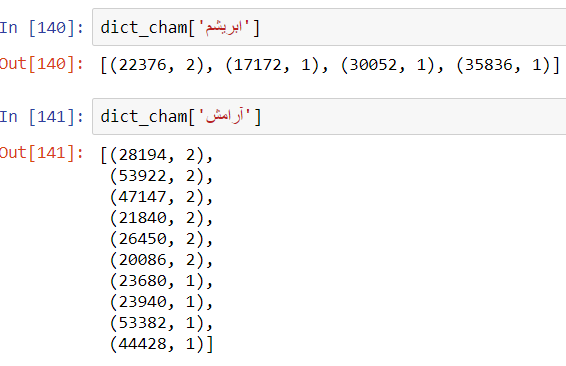 In [140]: dict_cham['ابریشم']
Out[140]: [(22376, 2), (17172, 1), (30052, 1), (35836, 1)]
In [141]: dict_cham['آرامش']
Out[141]: [(28194, 2),
(53922, 2),
(47147, 2),
(21840, 2),
(26450, 2),
(20086, 2),
(23680, 1),
(23940, 1),
(53382, 1),
(44428, 1)]